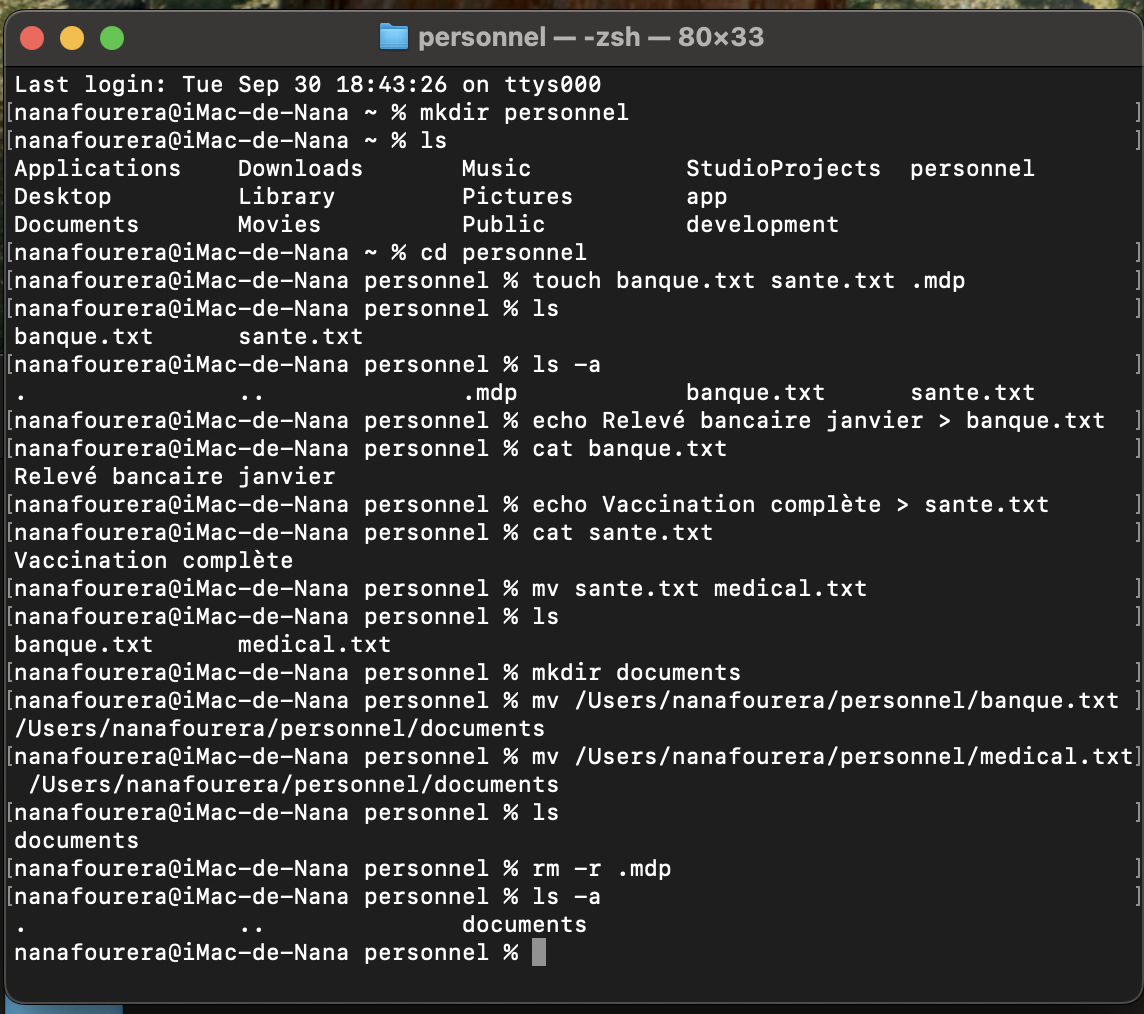 personnel — -zsh — 80×33
Last login: Tue Sep 30 18:43:26 on ttys000
[nanafourera@iMac-de-Nana ~ % mkdir personnel ]
[nanafourera@iMac-de-Nana ~ % ls ]
Applications Downloads Music StudioProjects personnel
Desktop Library Pictures app
Documents Movies Public development
[nanafourera@iMac-de-Nana ~ % cd personnel ]
[nanafourera@iMac-de-Nana personnel % touch banque.txt sante.txt .mdp ]
[nanafourera@iMac-de-Nana personnel % ls ]
banque.txt sante.txt
[nanafourera@iMac-de-Nana personnel % ls -a ]
. .. .mdp banque.txt sante.txt
[nanafourera@iMac-de-Nana personnel % echo Relevé bancaire janvier > banque.txt ]
[nanafourera@iMac-de-Nana personnel % cat banque.txt ]
Relevé bancaire janvier
[nanafourera@iMac-de-Nana personnel % echo Vaccination complète > sante.txt ]
[nanafourera@iMac-de-Nana personnel % cat sante.txt ]
Vaccination complète
[nanafourera@iMac-de-Nana personnel % mv sante.txt medical.txt ]
[nanafourera@iMac-de-Nana personnel % ls ]
banque.txt medical.txt
[nanafourera@iMac-de-Nana personnel % mkdir documents ]
[nanafourera@iMac-de-Nana personnel % mv /Users/nanafourera/personnel/banque.txt ]
/Users/nanafourera/personnel/documents
[nanafourera@iMac-de-Nana personnel % mv /Users/nanafourera/personnel/medical.txt]
/Users/nanafourera/personnel/documents
[nanafourera@iMac-de-Nana personnel % ls ]
documents
[nanafourera@iMac-de-Nana personnel % rm -r .mdp ]
[nanafourera@iMac-de-Nana personnel % ls -a ]
. .. documents
nanafourera@iMac-de-Nana personnel %